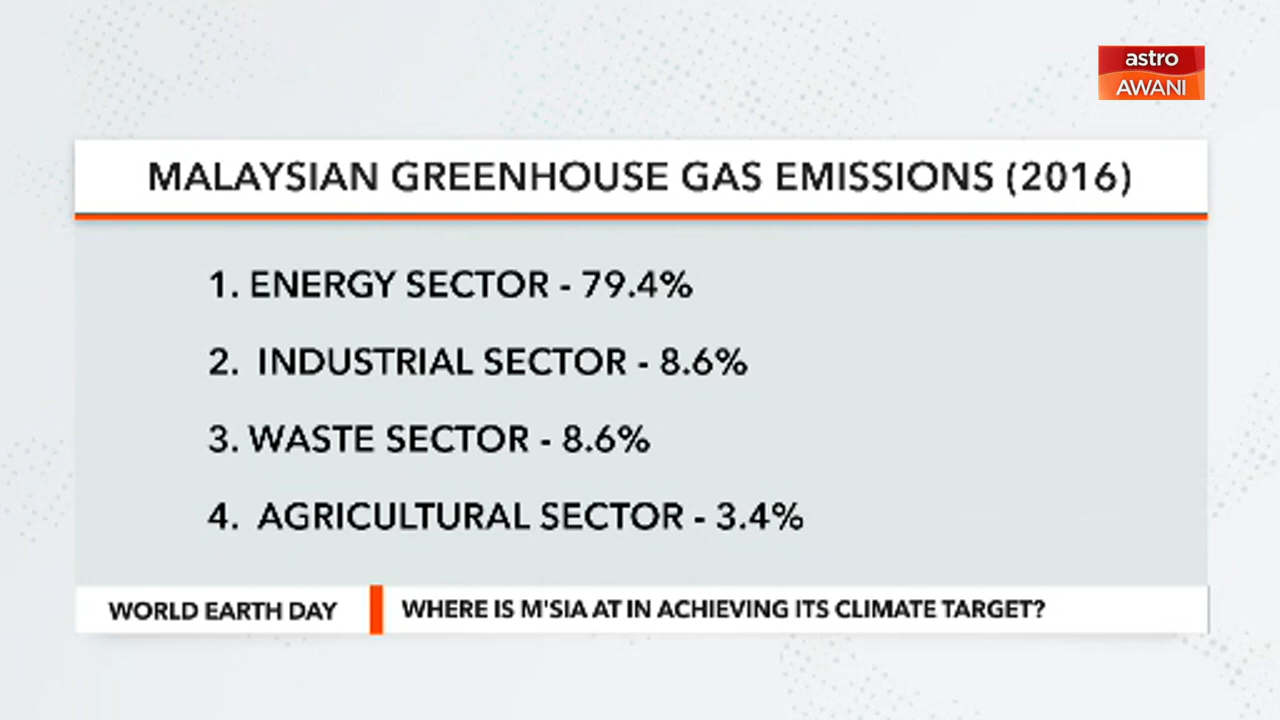 astro
AWANI
MALAYSIAN GREENHOUSE GAS EMISSIONS (2016)
1. ENERGY SECTOR - 79.4%
2. INDUSTRIAL SECTOR - 8.6%
3. WASTE SECTOR - 8.6%
4. AGRICULTURAL SECTOR - 3.4%
WORLD EARTH DAY
WHERE IS M'SIA AT IN ACHIEVING ITS CLIMATE TARGET?